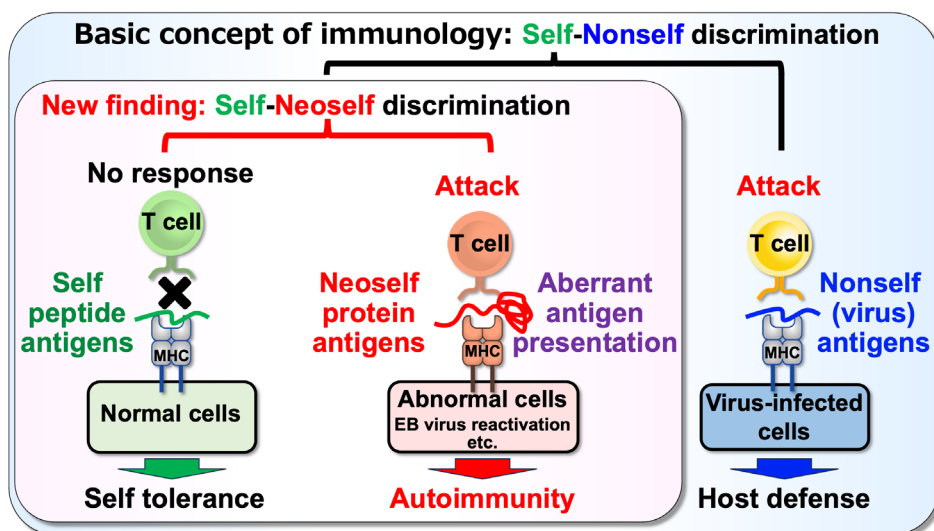 Basic concept of immunology: Self-Nonself discrimination
New finding: Self-Neoself discrimination
No response
T cell
Self
peptide
antigens
MHC
Normal cells
Self tolerance
Attack
T cell
Neoself
protein
antigens
Aberrant
antigen
presentation
MHC
Abnormal cells
EB virus reactivation
etc.
Autoimmunity
Attack
T cell
Nonself
(virus)
antigens
MHC
Virus-infected
cells
Host defense